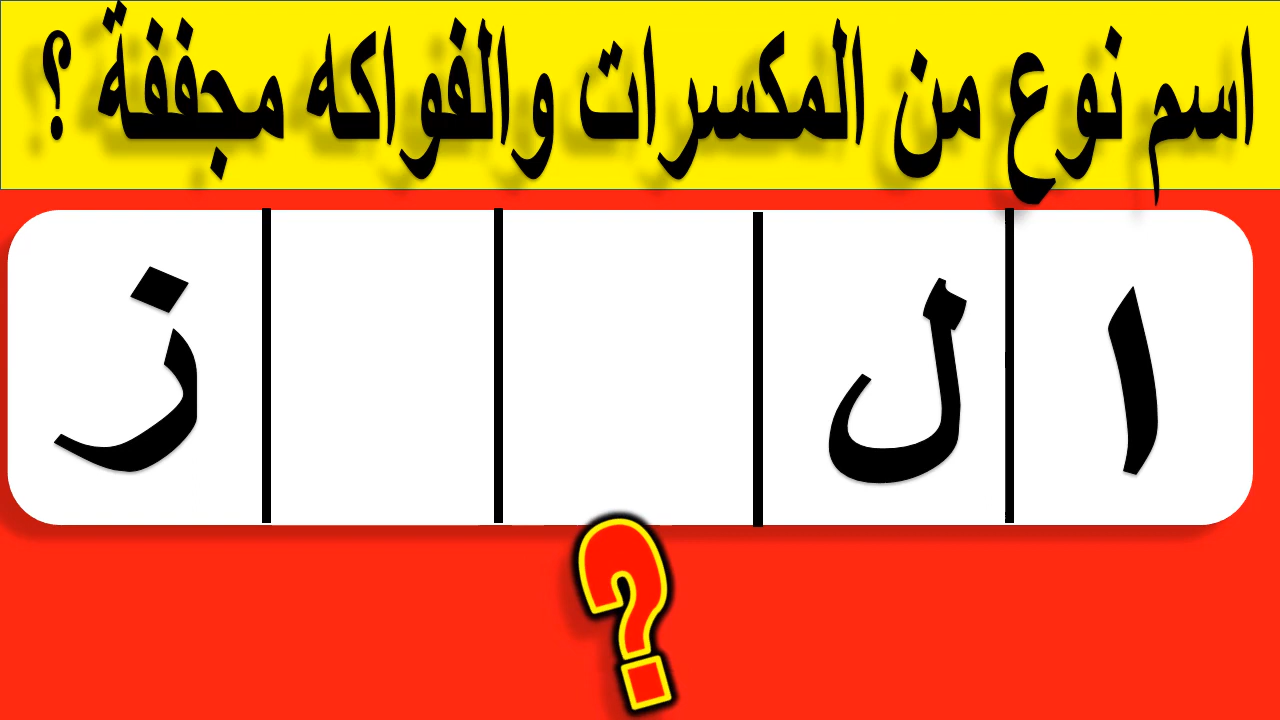 اسم نوع من المكسرات والفواكه مجففة ؟
ا ل ز
?